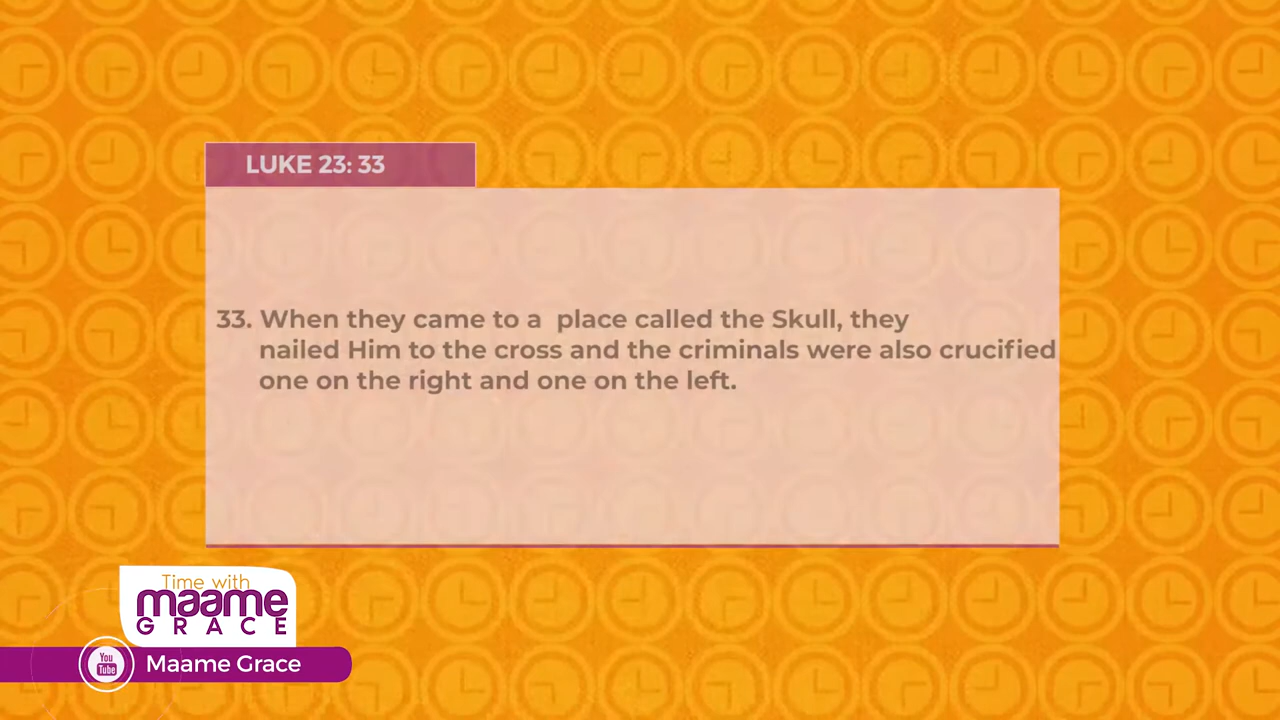 LUKE 23: 33
33. When they came to a  place called the Skull, they
nailed Him to the cross and the criminals were also crucified
one on the right and one on the left.
Time with
maame
GRACE
You
Tube
Maame Grace